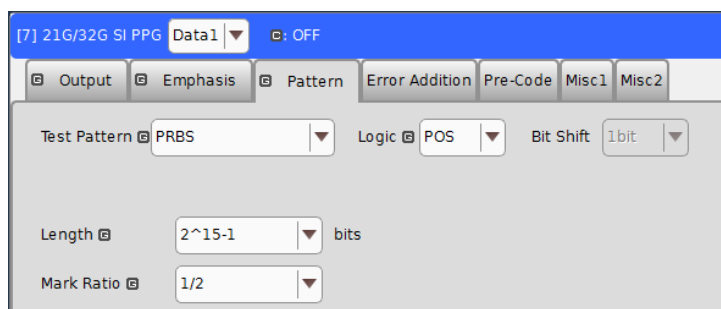 [7] 21G/32G SI PPG Data1 C: OFF
G Output G Emphasis G Pattern Error Addition Pre-Code Misc1 Misc2
Test Pattern G PRBS Logic G POS Bit Shift 1bit
Length G 2^15-1 bits
Mark Ratio G 1/2